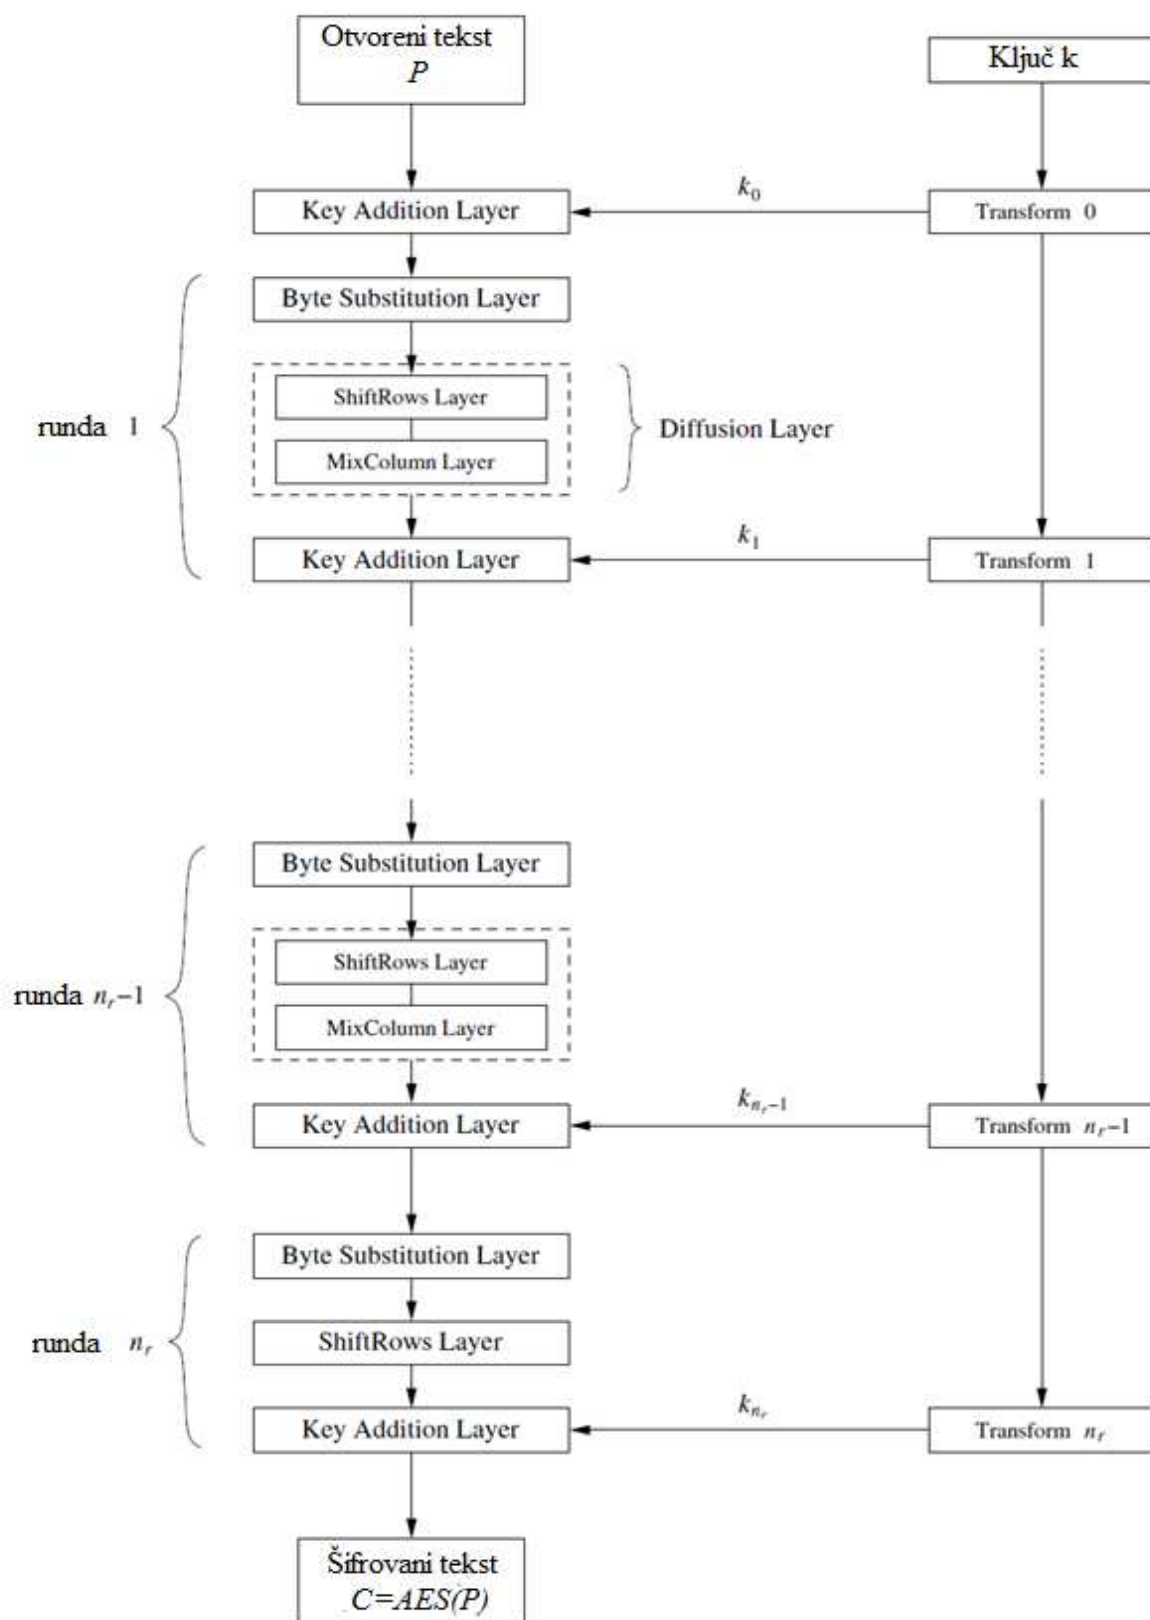 Otvoreni tekst
P
Ključ k
Key Addition Layer
k₀
Transform 0
Byte Substitution Layer
ShiftRows Layer
MixColumn Layer
runda 1
Diffusion Layer
Key Addition Layer
k₁
Transform 1
Byte Substitution Layer
ShiftRows Layer
MixColumn Layer
runda nᵣ−1
Key Addition Layer
kₙᵣ₋₁
Transform nᵣ−1
Byte Substitution Layer
ShiftRows Layer
runda nᵣ
Key Addition Layer
kₙᵣ
Transform nᵣ
Šifrovani tekst
C=AES(P)